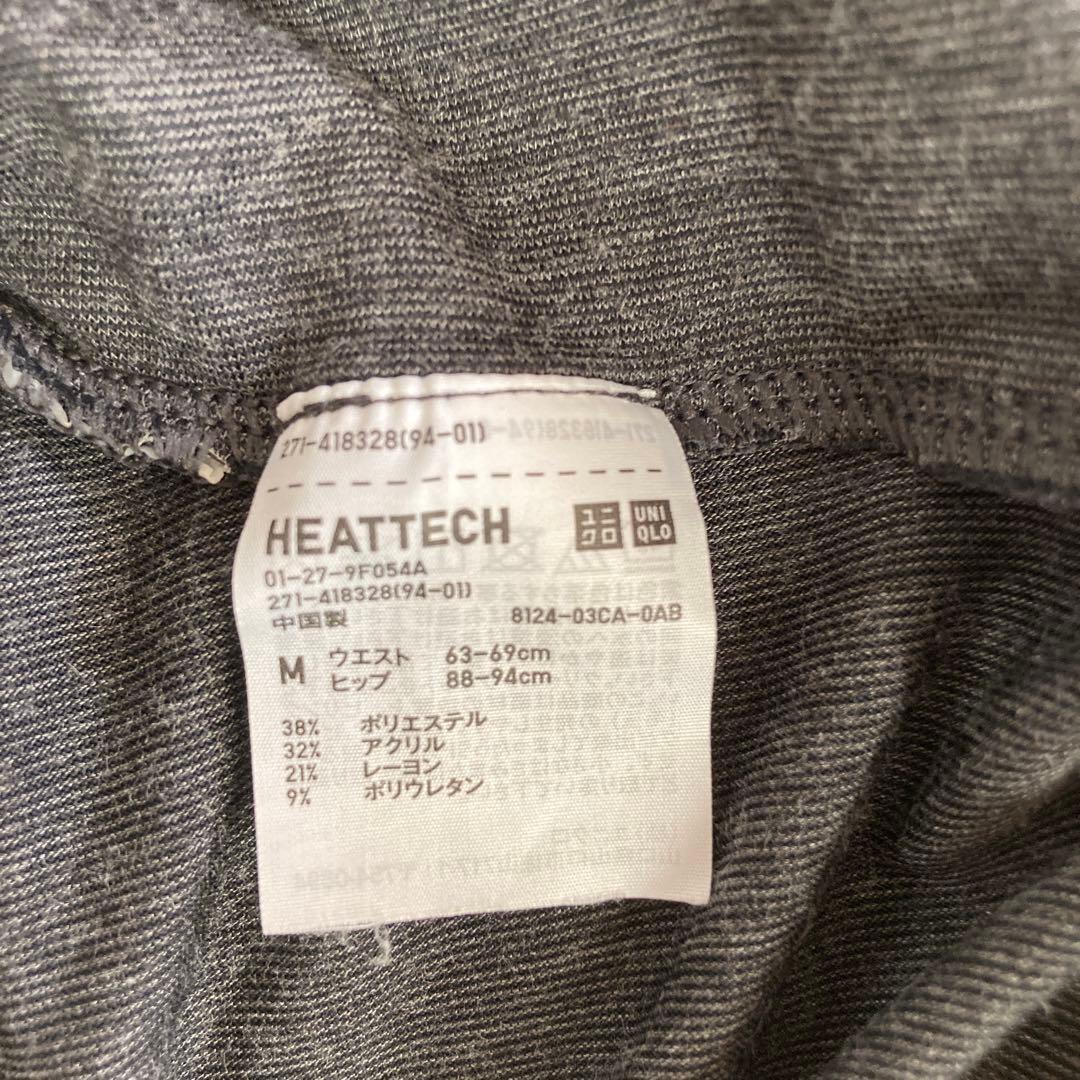 271-418328(94-01)
HEATTECH ユニクロ UNIQLO
01-27-9F054A
271-418328(94-01)
中国製 8124-03CA-0AB
M ウエスト 63-69cm
ヒップ 88-94cm
38% ポリエステル
32% アクリル
21% レーヨン
9% ポリウレタン